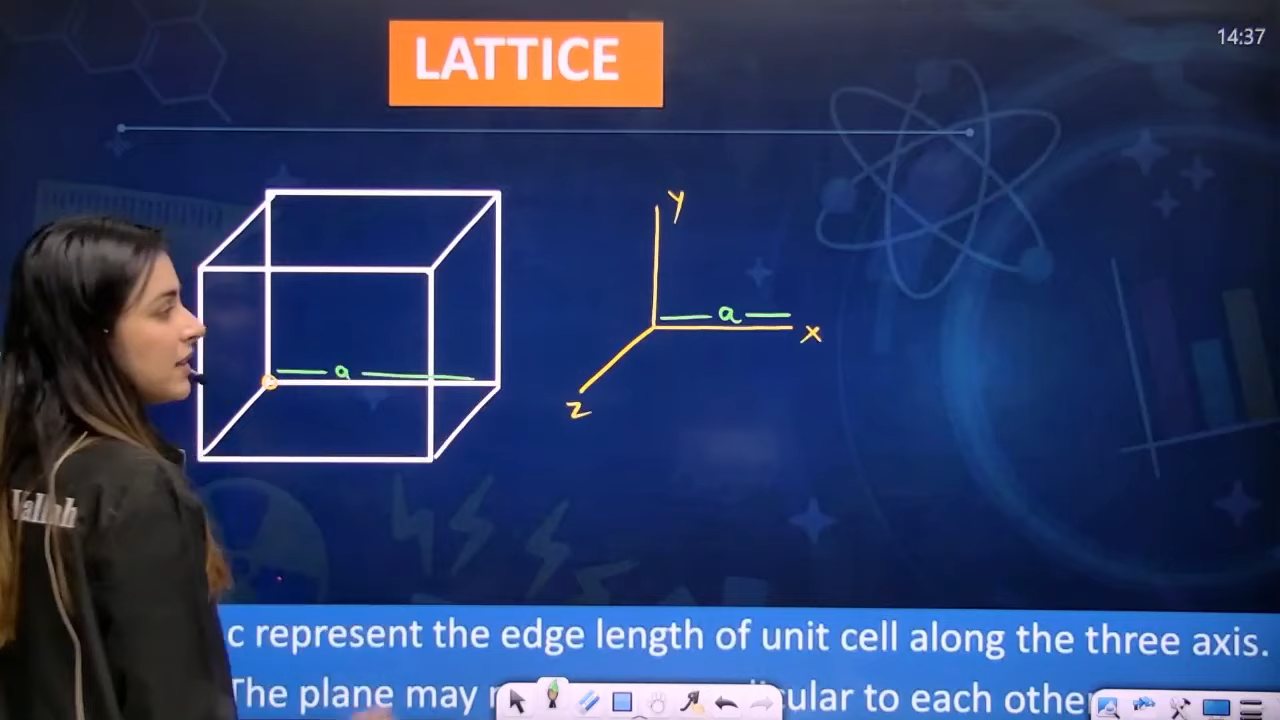 LATTICE
14:37
y
a
x
a
z
c represent the edge length of unit cell along the three axis.
The plane may
to each other